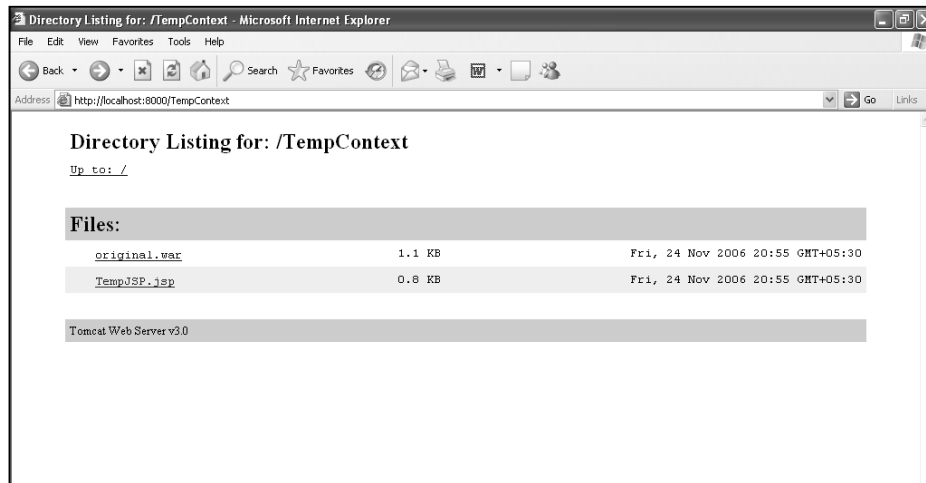 Directory Listing for: /TempContext - Microsoft Internet Explorer
File Edit View Favorites Tools Help
Back Search Favorites
Address http://localhost:8000/TempContext Go Links
Directory Listing for: /TempContext
Up to: /
Files:
original.war 1.1 KB Fri, 24 Nov 2006 20:55 GMT+05:30
TempJSP.jsp 0.8 KB Fri, 24 Nov 2006 20:55 GMT+05:30
Tomcat Web Server v3.0